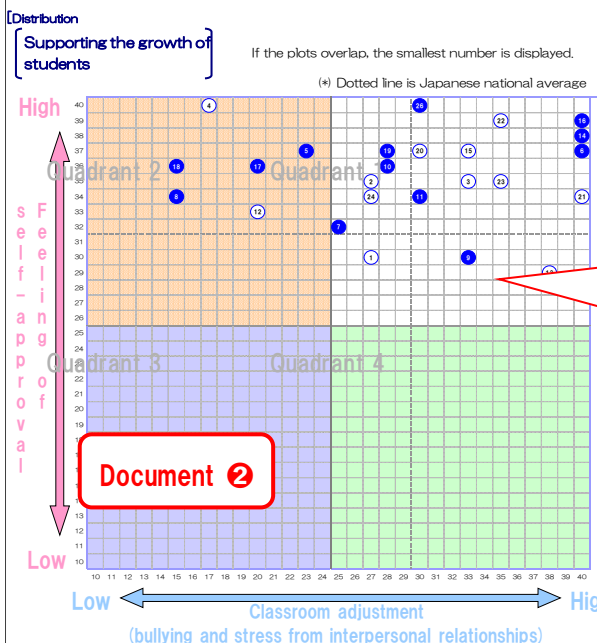 [Distribution
Supporting the growth of
students
If the plots overlap, the smallest number is displayed.
(*) Dotted line is Japanese national average
High
Low
Feeling of
self-approval
40
39
38
37
36
35
34
33
32
31
30
29
28
27
26
25
24
23
22
21
20
19
13
12
11
10
Quadrant 2
Quadrant 1
Quadrant 3
Quadrant 4
4
26
22
16
14
5
19
20
15
6
18
17
10
2
3
23
8
24
11
21
12
7
1
9
Document ❷
10 11 12 13 14 15 16 17 18 19 20 21 22 23 24 25 26 27 28 29 30 31 32 33 34 35 36 37 38 39 40
Low
Classroom adjustment
(bullying and stress from interpersonal relationships)